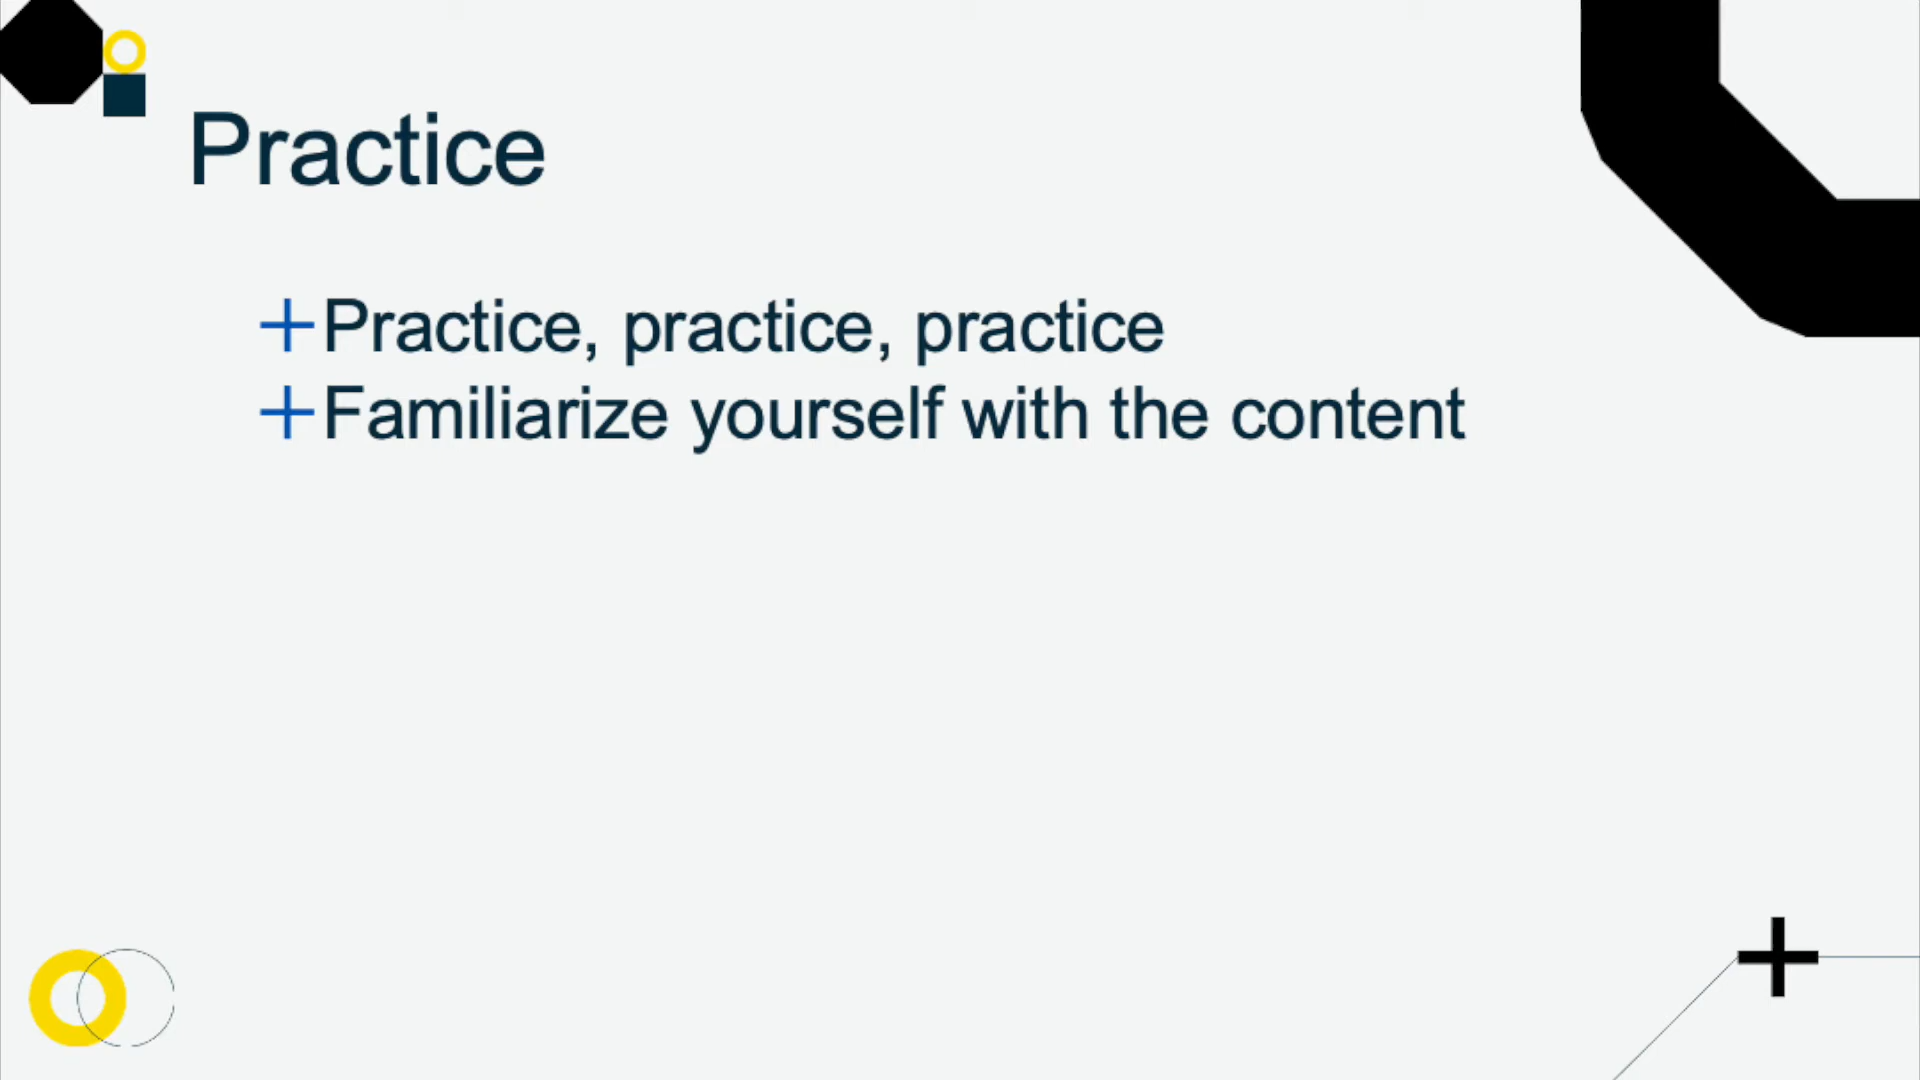 Practice
Practice, practice, practice
Familiarize yourself with the content